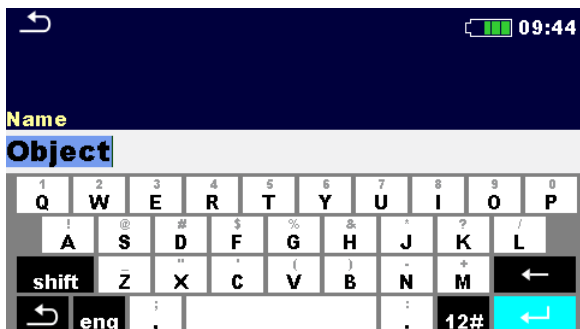 09:44
Name
Object
1 2 3 4 5 6 7 8 9 0
Q W E R T Y U I O P
! @ # $ % & * ? /
A S D F G H J K L
_ " ' ( ) - +
shift Z X C V B N M
; :
eng . 12#